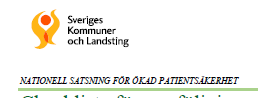 Sveriges
Kommuner
och Landsting
NATIONELL SATSNING FÖR ÖKAD PATIENTSÄKERHET